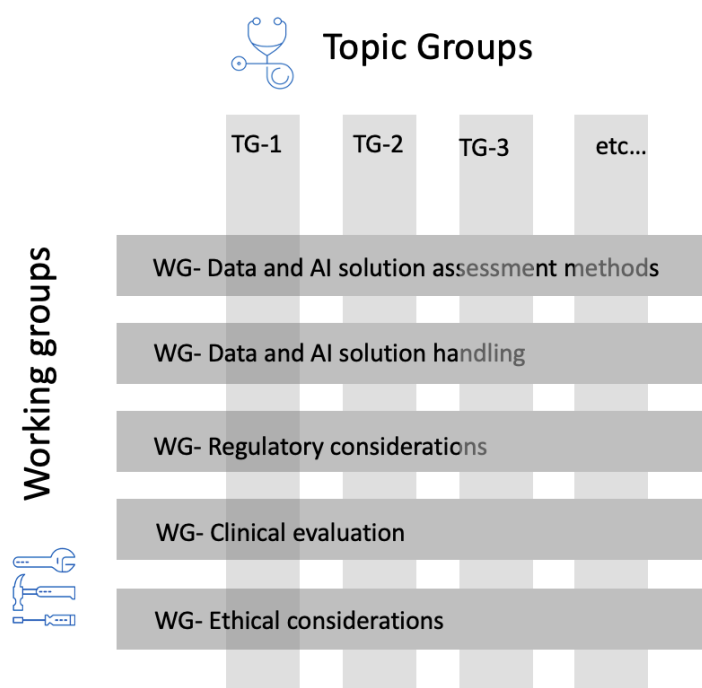 Topic Groups
TG-1
TG-2
TG-3
etc...
Working groups
WG- Data and AI solution assessment methods
WG- Data and AI solution handling
WG- Regulatory considerations
WG- Clinical evaluation
WG- Ethical considerations